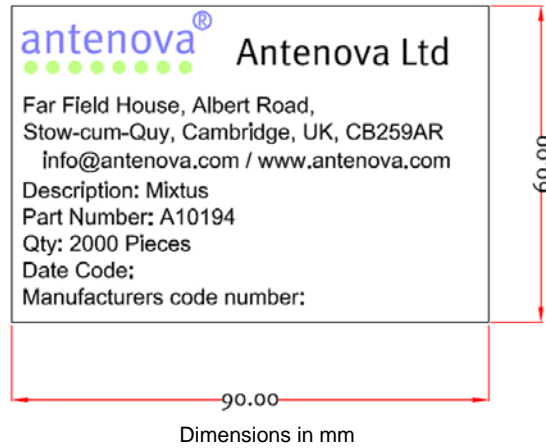 antenova®
Antenova Ltd
Far Field House, Albert Road,
Stow-cum-Quy, Cambridge, UK, CB259AR
info@antenova.com / www.antenova.com
Description: Mixtus
Part Number: A10194
Qty: 2000 Pieces
Date Code:
Manufacturers code number:
60.00
90.00
Dimensions in mm